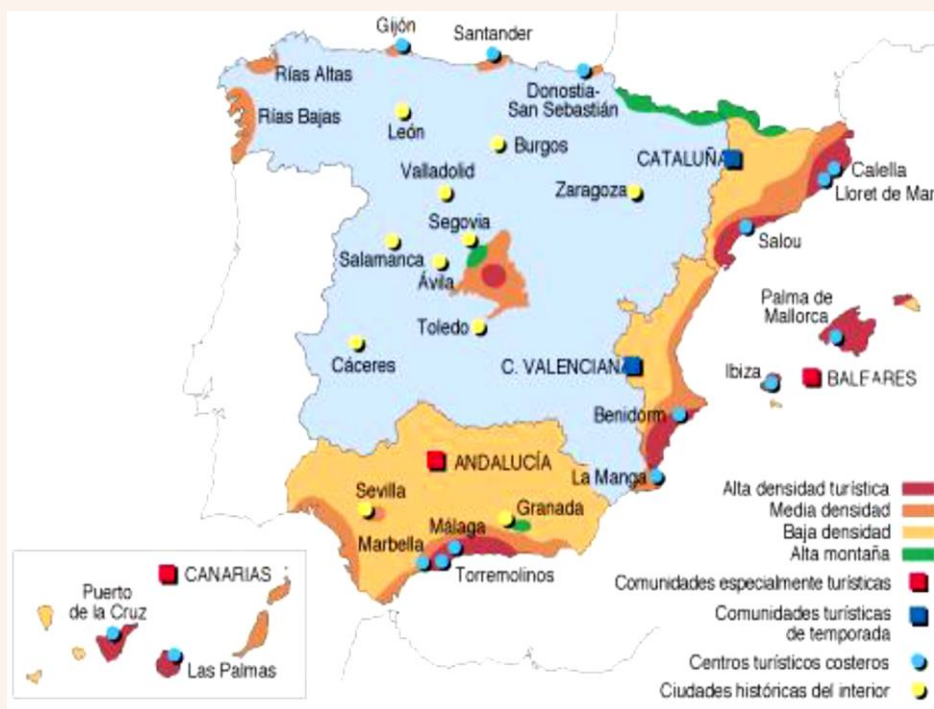 Gijón
Santander
Rías Altas
Donostia-
San Sebastián
Rías Bajas
León
Burgos
CATALUÑA
Calella
Lloret de Mar
Valladolid
Zaragoza
Segovia
Salou
Salamanca
Ávila
Palma de
Mallorca
Toledo
Cáceres
C. VALENCIANA
Ibiza
BALEARES
Benidorm
ANDALUCÍA
La Manga
Sevilla
Granada
Málaga
Marbella
Torremolinos
CANARIAS
Puerto
de la Cruz
Las Palmas
Alta densidad turística
Media densidad
Baja densidad
Alta montaña
Comunidades especialmente turísticas
Comunidades turísticas
de temporada
Centros turísticos costeros
Ciudades históricas del interior